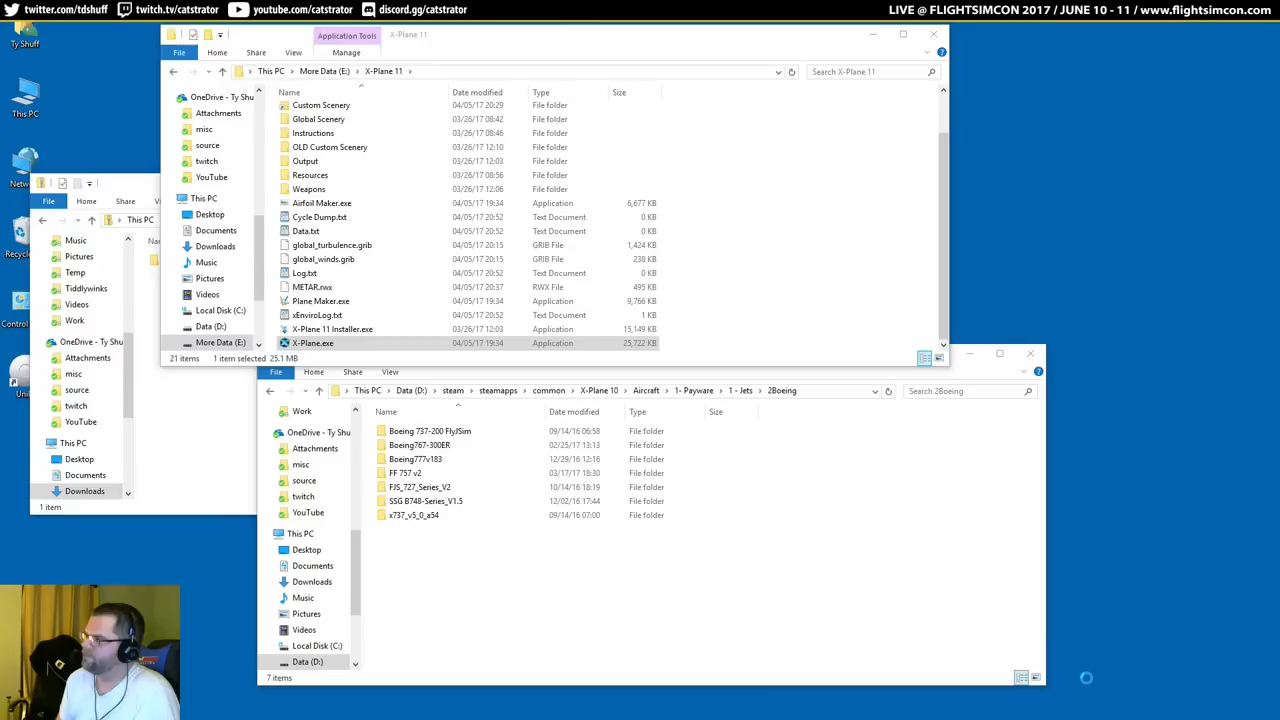 twitter.com/tdshuff twitch.tv/catstrator youtube.com/catstrator discord.gg/catstrator LIVE @ FLIGHTSIMCON 2017 / JUNE 10 - 11 / www.flightsimcon.com
Ty Shuff
This PC
Control
Application Tools X-Plane 11
File Home Share View Manage
This PC More Data (E:) X-Plane 11 Search X-Plane 11
Name Date modified Type Size
OneDrive - Ty Shu
Attachments
misc
source
twitch
YouTube
This PC
Desktop
Documents
Downloads
Music
Pictures
Videos
Local Disk (C:)
Data (D:)
More Data (E:)
Custom Scenery 04/05/17 20:29 File folder
Global Scenery 03/26/17 08:42 File folder
Instructions 03/26/17 08:46 File folder
OLD Custom Scenery 03/26/17 12:10 File folder
Output 03/26/17 12:03 File folder
Resources 03/26/17 08:56 File folder
Weapons 03/26/17 12:06 File folder
Airfoil Maker.exe 04/05/17 19:34 Application 6,677 KB
Cycle Dump.txt 04/05/17 20:52 Text Document 0 KB
Data.txt 04/05/17 20:52 Text Document 0 KB
global_turbulence.grib 04/05/17 20:15 GRIB File 1,424 KB
global_winds.grib 04/05/17 20:15 GRIB File 238 KB
Log.txt 04/05/17 20:52 Text Document 0 KB
METAR.rwx 04/05/17 20:52 RWX File 495 KB
Plane Maker.exe 04/05/17 19:34 Application 9,766 KB
xEnviroLog.txt 04/05/17 20:52 Text Document 1 KB
X-Plane 11 Installer.exe 03/26/17 12:03 Application 15,149 KB
X-Plane.exe 04/05/17 19:34 Application 25,722 KB
21 items 1 item selected 25.1 MB
File Home Share
This PC
Music
Pictures
Temp
Tiddlywinks
Videos
Work
OneDrive - Ty Shu
Attachments
misc
source
twitch
YouTube
This PC
Desktop
Documents
Downloads
1 item
File Home Share View
This PC Data (D:) steam steamapps common X-Plane 10 Aircraft 1- Payware 1 - Jets 2Boeing Search 2Boeing
Name Date modified Type Size
Work
OneDrive - Ty Shu
Attachments
misc
source
twitch
YouTube
This PC
Desktop
Documents
Downloads
Music
Pictures
Videos
Local Disk (C:)
Data (D:)
Boeing 737-200 FlyJSim 09/14/16 06:58 File folder
Boeing767-300ER 02/25/17 13:13 File folder
Boeing777v183 12/29/16 12:16 File folder
FF 757 v2 03/17/17 18:30 File folder
FJS_727_Series_V2 10/14/16 18:19 File folder
SSG B748-Series_V1.5 12/02/16 17:44 File folder
x737_v5_0_a54 09/14/16 07:00 File folder
7 items